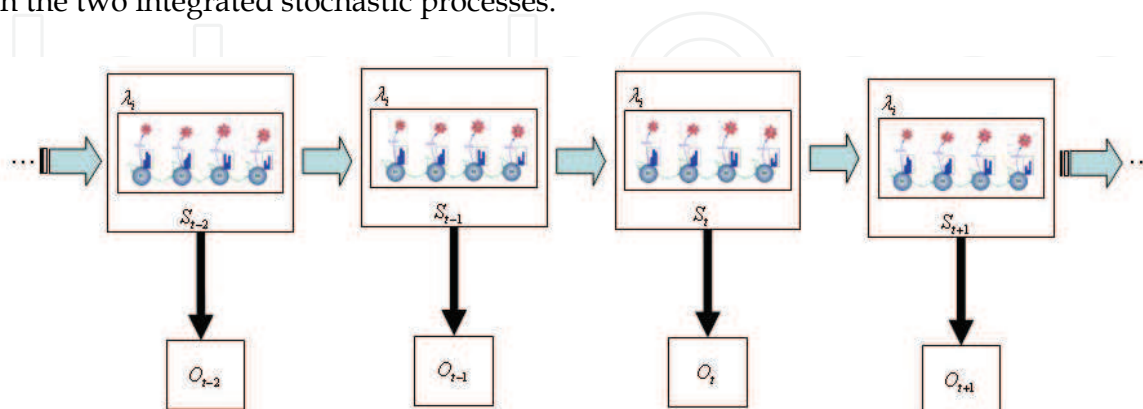 n the two integrated stochastic processes.
λᵢ λᵢ λᵢ λᵢ
... ..
Sₜ₋₂ Sₜ₋₁ Sₜ Sₜ₊₁
Oₜ₋₂ Oₜ₋₁ Oₜ Oₜ₊₁